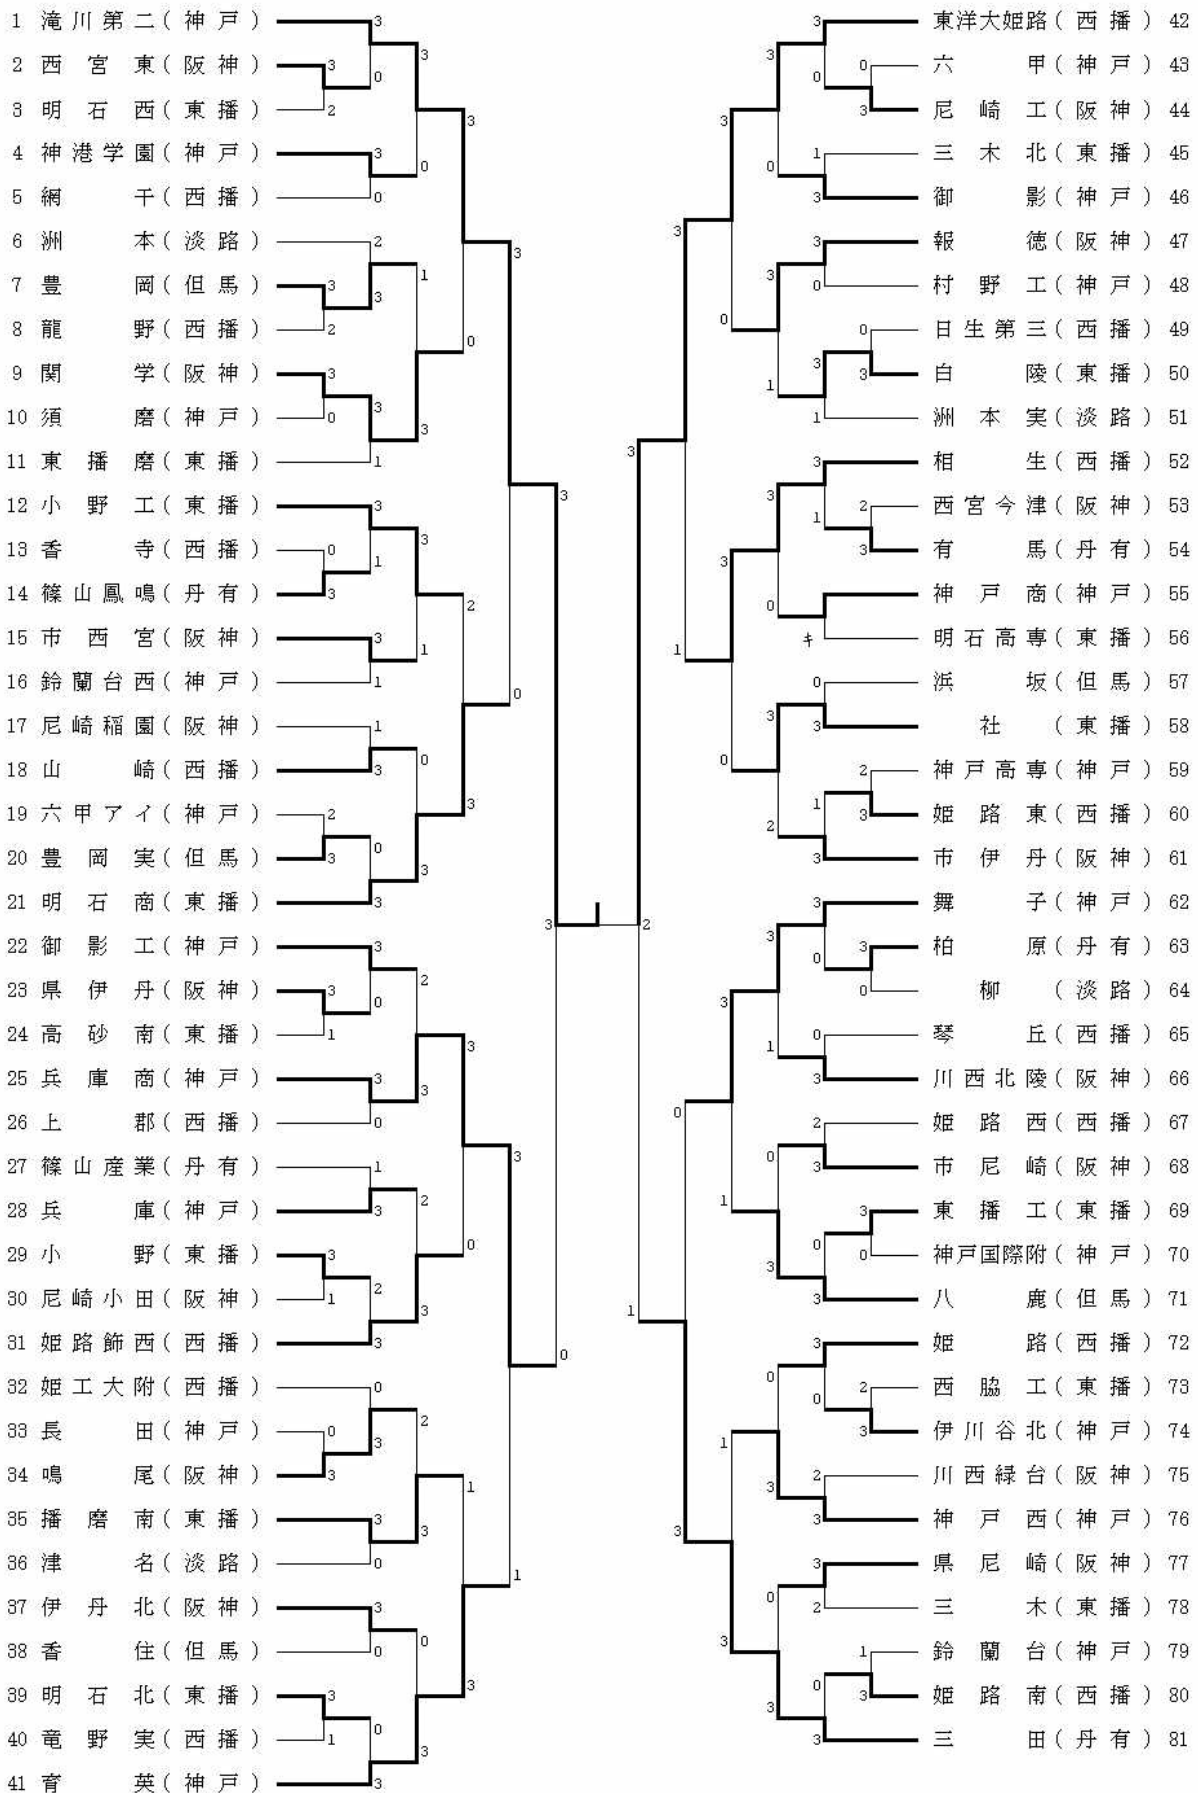 1 滝川第二(神戸)
2 西宮東(阪神)
3 明石西(東播)
4 神港学園(神戸)
5 網干(西播)
6 洲本(淡路)
7 豊岡(但馬)
8 龍野(西播)
9 関学(阪神)
10 須磨(神戸)
11 東播磨(東播)
12 小野工(東播)
13 香寺(西播)
14 篠山鳳鳴(丹有)
15 市西宮(阪神)
16 鈴蘭台西(神戸)
17 尼崎稲園(阪神)
18 山崎(西播)
19 六甲アイ(神戸)
20 豊岡実(但馬)
21 明石商(東播)
22 御影工(神戸)
23 県伊丹(阪神)
24 高砂南(東播)
25 兵庫商(神戸)
26 上郡(西播)
27 篠山産業(丹有)
28 兵庫(神戸)
29 小野(東播)
30 尼崎小田(阪神)
31 姫路飾西(西播)
32 姫工大附(西播)
33 長田(神戸)
34 鳴尾(阪神)
35 播磨南(東播)
36 津名(淡路)
37 伊丹北(阪神)
38 香住(但馬)
39 明石北(東播)
40 竜野実(西播)
41 育英(神戸)
東洋大姫路(西播) 42
六甲(神戸) 43
尼崎工(阪神) 44
三木北(東播) 45
御影(神戸) 46
報徳(阪神) 47
村野工(神戸) 48
日生第三(西播) 49
白陵(東播) 50
洲本実(淡路) 51
相生(西播) 52
西宮今津(阪神) 53
有馬(丹有) 54
神戸商(神戸) 55
キ 明石高専(東播) 56
浜坂(但馬) 57
社(東播) 58
神戸高専(神戸) 59
姫路東(西播) 60
市伊丹(阪神) 61
舞子(神戸) 62
柏原(丹有) 63
柳(淡路) 64
琴丘(西播) 65
川西北陵(阪神) 66
姫路西(西播) 67
市尼崎(阪神) 68
東播工(東播) 69
神戸国際附(神戸) 70
八鹿(但馬) 71
姫路(西播) 72
西脇工(東播) 73
伊川谷北(神戸) 74
川西緑台(阪神) 75
神戸西(神戸) 76
県尼崎(阪神) 77
三木(東播) 78
鈴蘭台(神戸) 79
姫路南(西播) 80
三田(丹有) 81